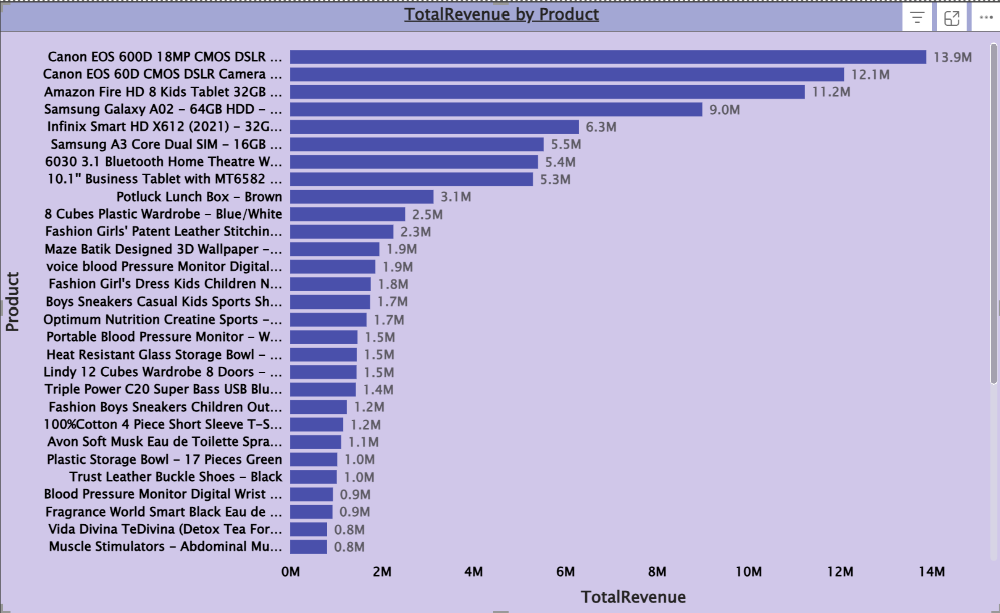 TotalRevenue by Product
Canon EOS 600D 18MP CMOS DSLR ... 13.9M
Canon EOS 60D CMOS DSLR Camera ... 12.1M
Amazon Fire HD 8 Kids Tablet 32GB ... 11.2M
Samsung Galaxy A02 - 64GB HDD - ... 9.0M
Infinix Smart HD X612 (2021) - 32G... 6.3M
Samsung A3 Core Dual SIM - 16GB ... 5.5M
6030 3.1 Bluetooth Home Theatre W... 5.4M
10.1" Business Tablet with MT6582 ... 5.3M
Potluck Lunch Box - Brown 3.1M
8 Cubes Plastic Wardrobe - Blue/White 2.5M
Fashion Girls' Patent Leather Stitchin... 2.3M
Maze Batik Designed 3D Wallpaper -... 1.9M
voice blood Pressure Monitor Digital... 1.9M
Fashion Girl's Dress Kids Children N... 1.8M
Boys Sneakers Casual Kids Sports Sh... 1.7M
Optimum Nutrition Creatine Sports -... 1.7M
Portable Blood Pressure Monitor - W... 1.5M
Heat Resistant Glass Storage Bowl - ... 1.5M
Lindy 12 Cubes Wardrobe 8 Doors - ... 1.5M
Triple Power C20 Super Bass USB Blu... 1.4M
Fashion Boys Sneakers Children Out... 1.2M
100%Cotton 4 Piece Short Sleeve T-S... 1.2M
Avon Soft Musk Eau de Toilette Spra... 1.1M
Plastic Storage Bowl - 17 Pieces Green 1.0M
Trust Leather Buckle Shoes - Black 1.0M
Blood Pressure Monitor Digital Wrist ... 0.9M
Fragrance World Smart Black Eau de ... 0.9M
Vida Divina TeDivina (Detox Tea For... 0.8M
Muscle Stimulators - Abdominal Mu... 0.8M
Product
0M 2M 4M 6M 8M 10M 12M 14M
TotalRevenue